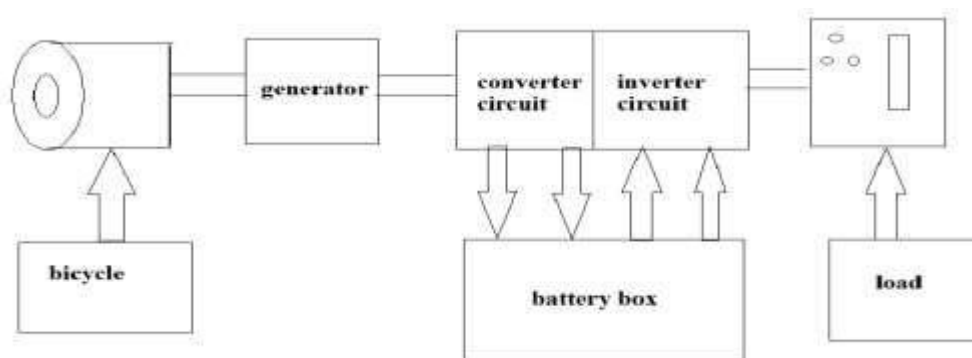 generator
converter
circuit
inverter
circuit
bicycle
battery box
load